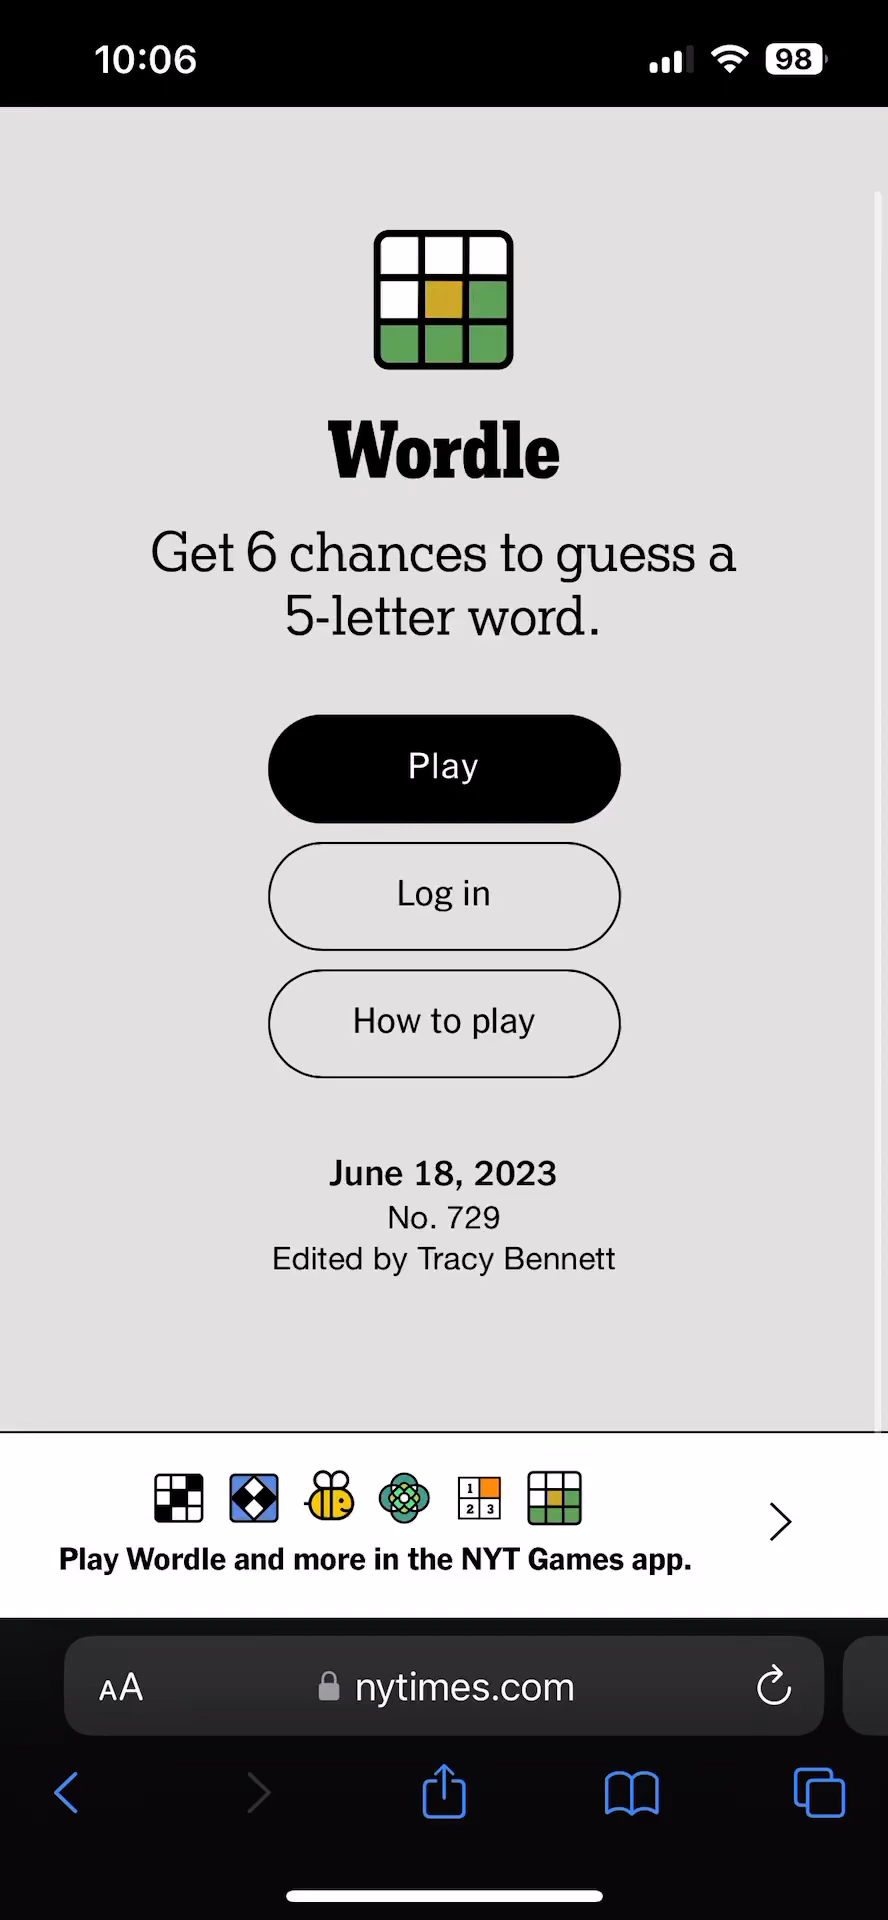 10:06
98
Wordle
Get 6 chances to guess a
5-letter word.
Play
Log in
How to play
June 18, 2023
No. 729
Edited by Tracy Bennett
1
2 3
Play Wordle and more in the NYT Games app.
AA
nytimes.com